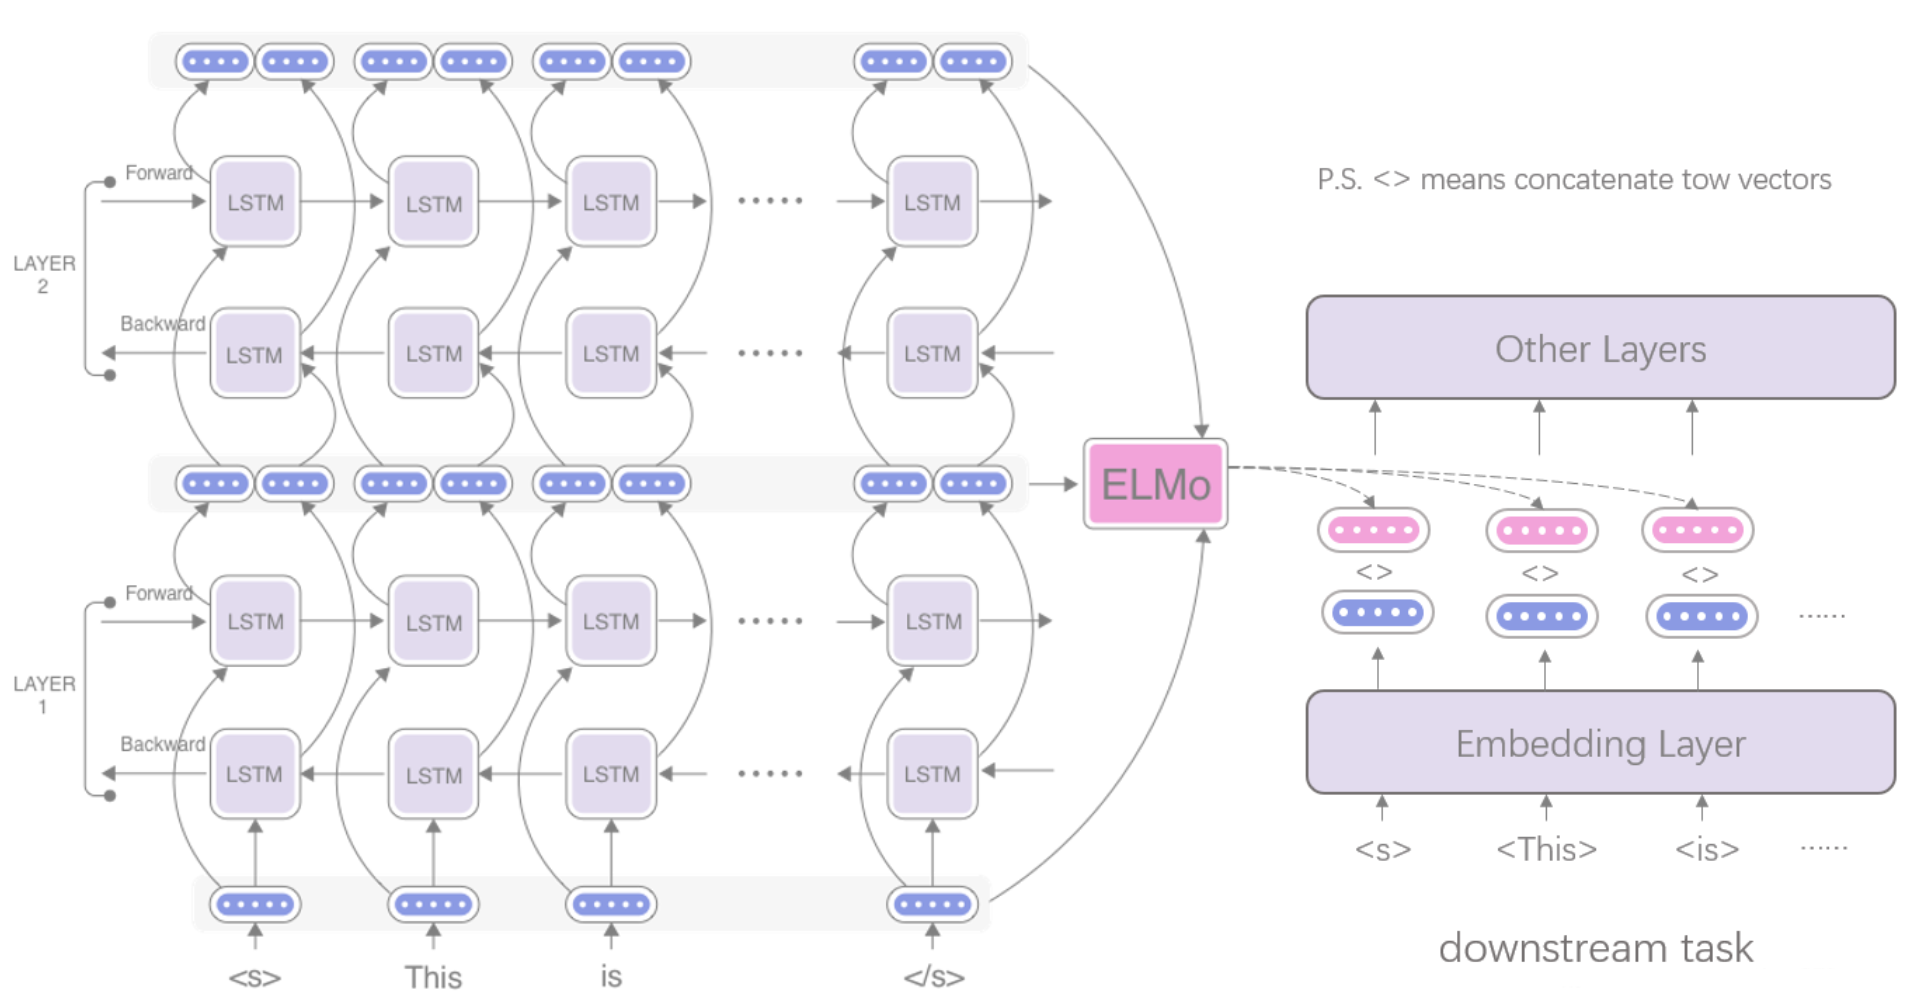 Forward
LSTM LSTM LSTM ····· LSTM
P.S. <> means concatenate tow vectors
LAYER
2
Backward
LSTM LSTM LSTM ····· LSTM
Other Layers
ELMo
<> <> <>
Forward
LSTM LSTM LSTM ····· LSTM
······
LAYER
1
Backward
LSTM LSTM LSTM ····· LSTM
Embedding Layer
<s> <This> <is> ······
<s> This is </s>
downstream task